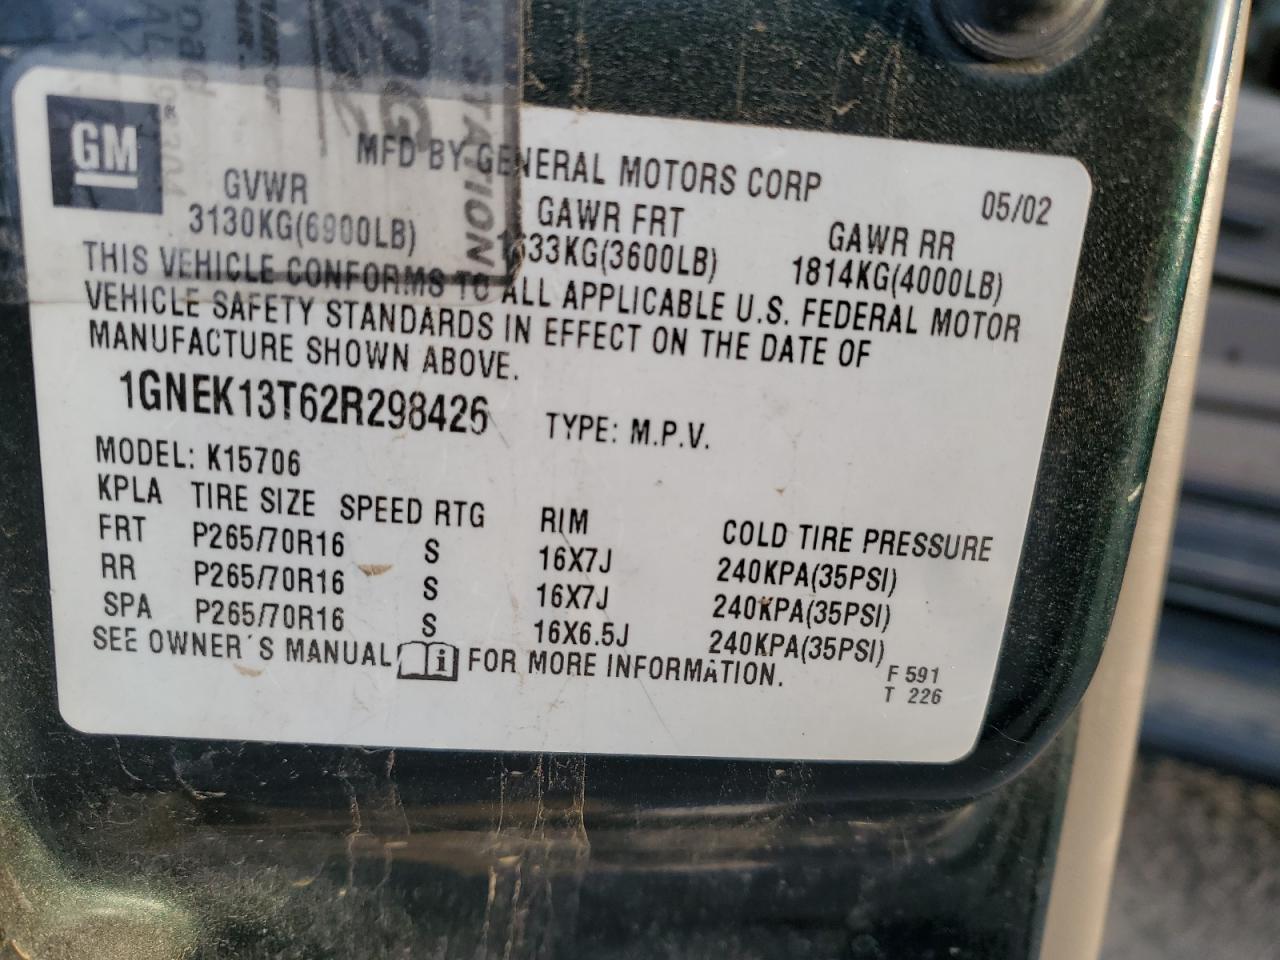 GM
MFD BY GENERAL MOTORS CORP 05/02
GVWR GAWR FRT GAWR RR
3130KG(6900LB) 1633KG(3600LB) 1814KG(4000LB)
THIS VEHICLE CONFORMS TO ALL APPLICABLE U.S. FEDERAL MOTOR
VEHICLE SAFETY STANDARDS IN EFFECT ON THE DATE OF
MANUFACTURE SHOWN ABOVE.
1GNEK13T62R298426 TYPE: M.P.V.
MODEL: K15706
KPLA TIRE SIZE SPEED RTG RIM COLD TIRE PRESSURE
FRT P265/70R16 S 16X7J 240KPA(35PSI)
RR P265/70R16 S 16X7J 240KPA(35PSI)
SPA P265/70R16 S 16X6.5J 240KPA(35PSI)
SEE OWNER'S MANUAL i FOR MORE INFORMATION.
F 591
T 226